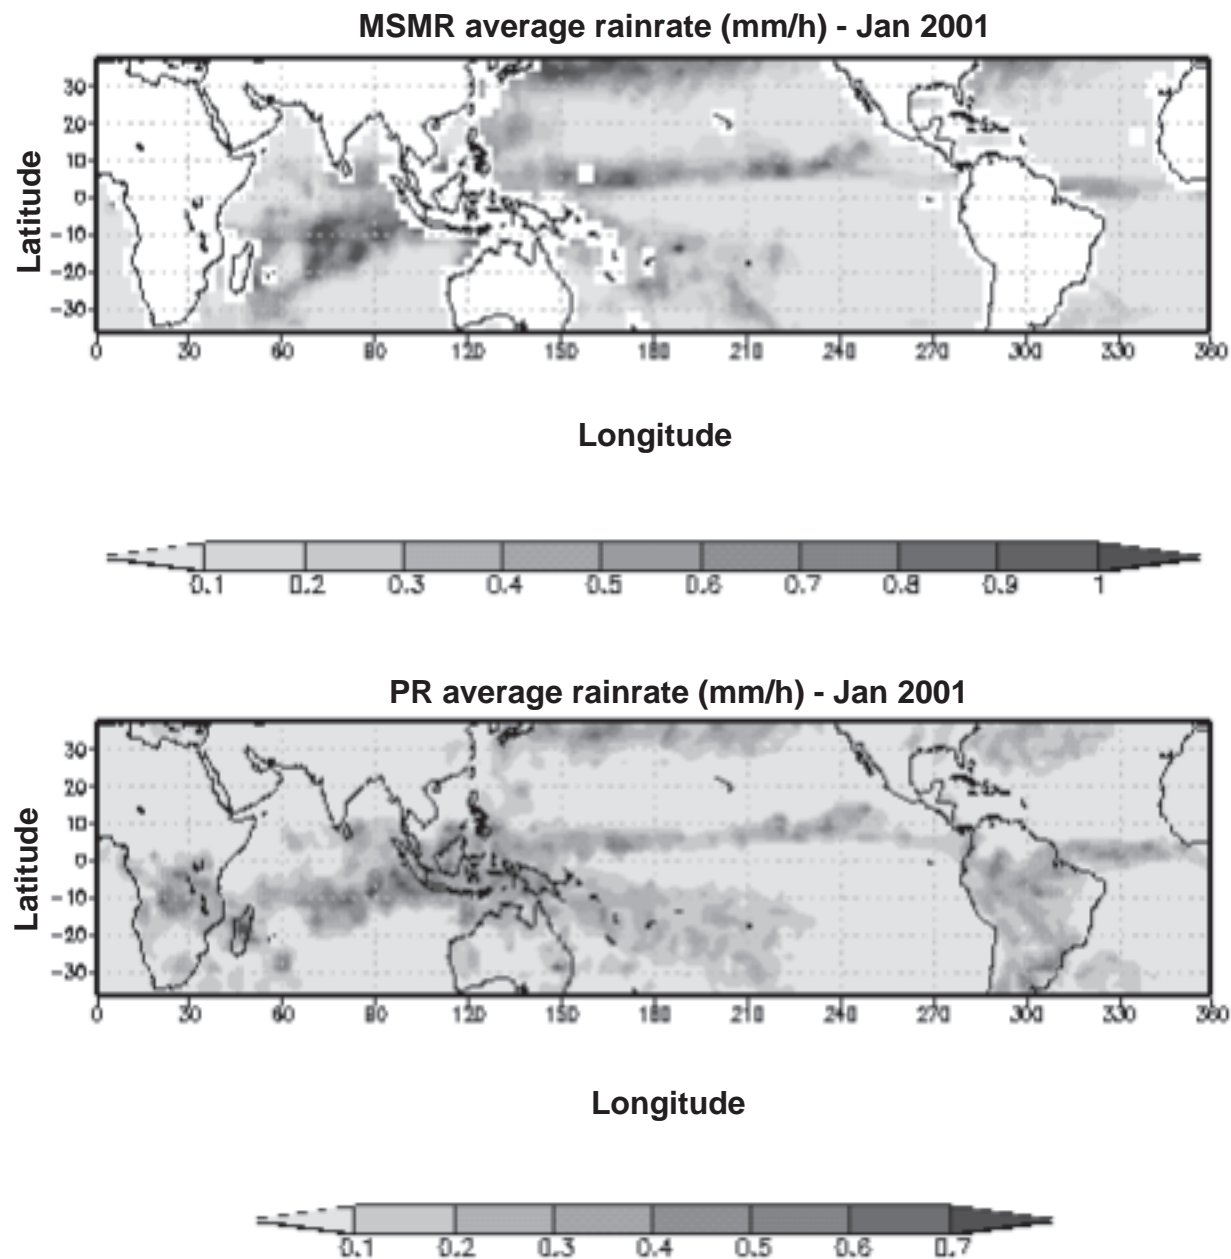 MSMR average rainrate (mm/h) - Jan 2001
Latitude
30
20
10
0
-10
-20
-30
0 30 60 90 120 150 180 210 240 270 300 330 360
Longitude
0.1 0.2 0.3 0.4 0.5 0.6 0.7 0.8 0.9 1
PR average rainrate (mm/h) - Jan 2001
Latitude
30
20
10
0
-10
-20
-30
0 30 60 90 120 150 180 210 240 270 300 330 360
Longitude
0.1 0.2 0.3 0.4 0.5 0.6 0.7